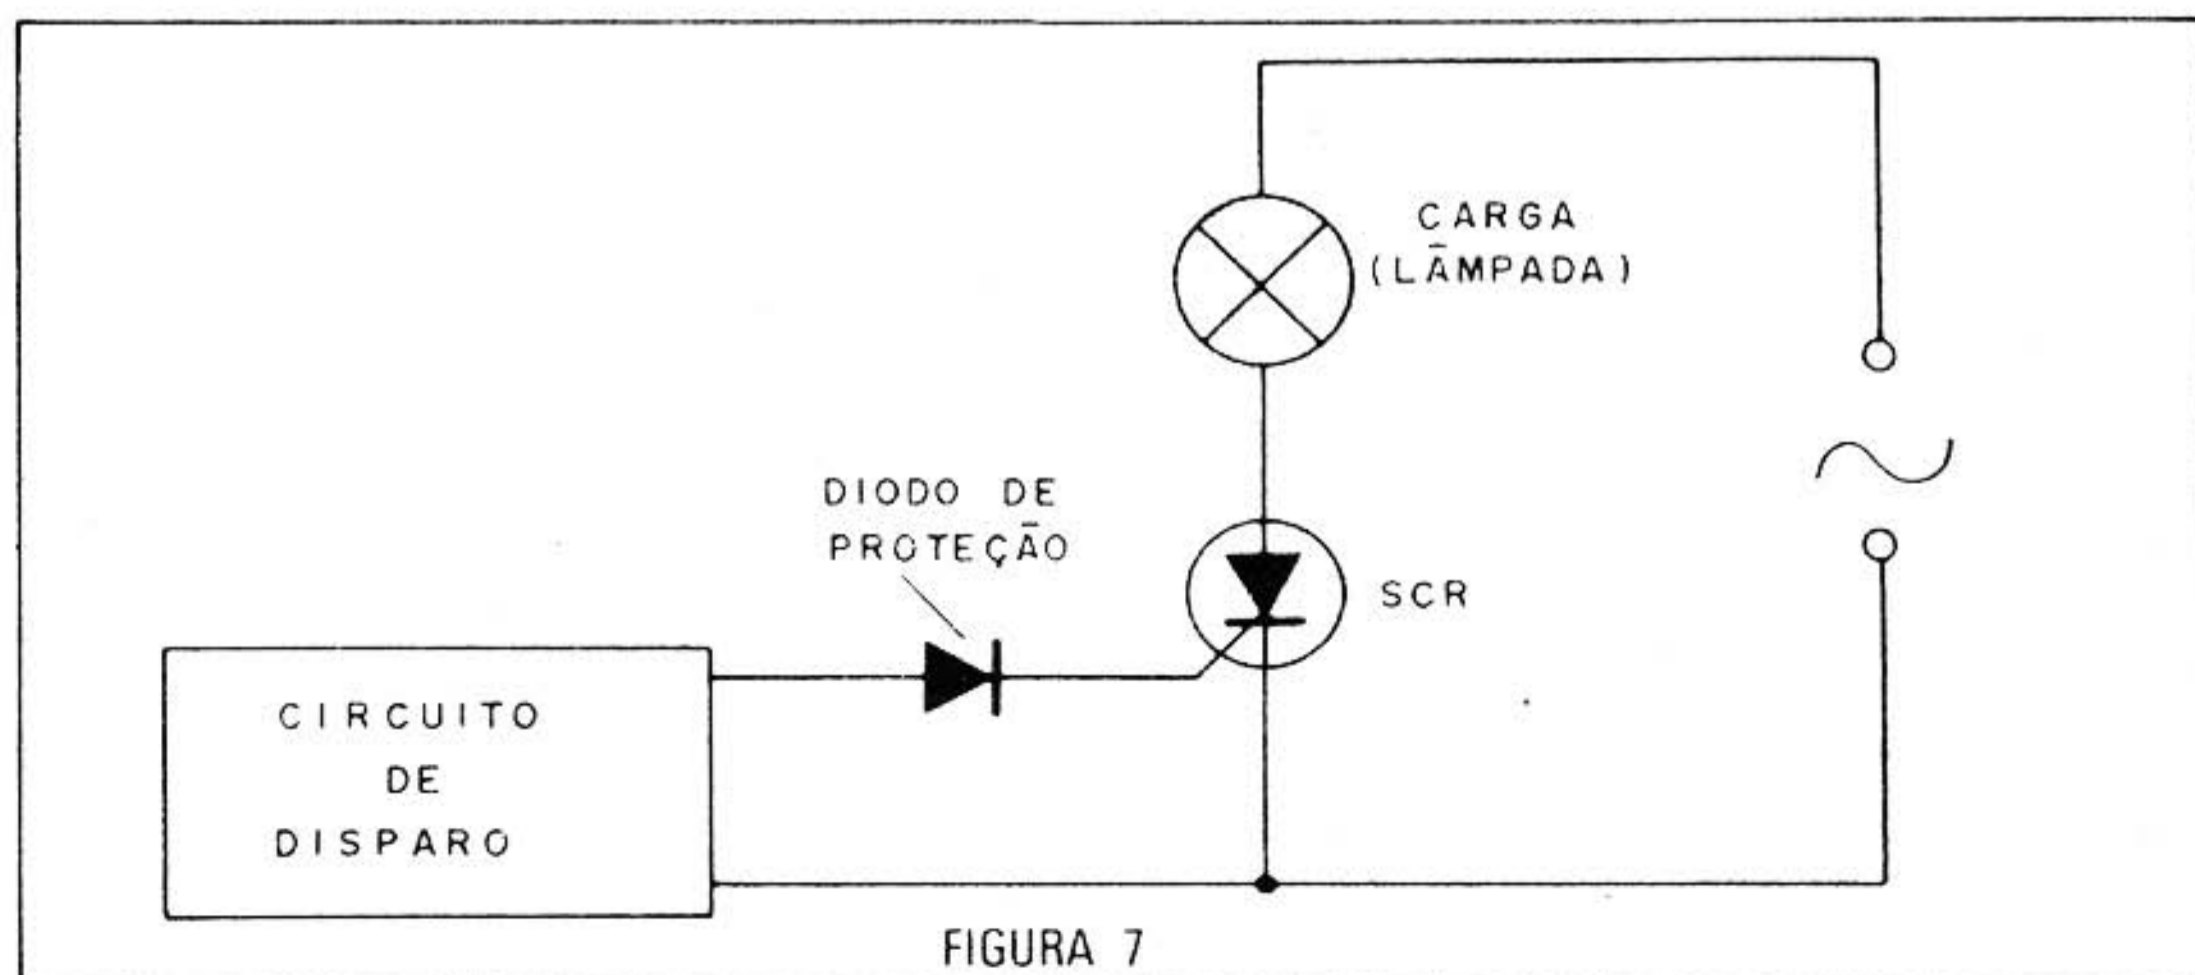 CARGA
(LÂMPADA)
DIODO DE
PROTEÇÃO
SCR
CIRCUITO
DE
DISPARO
FIGURA 7